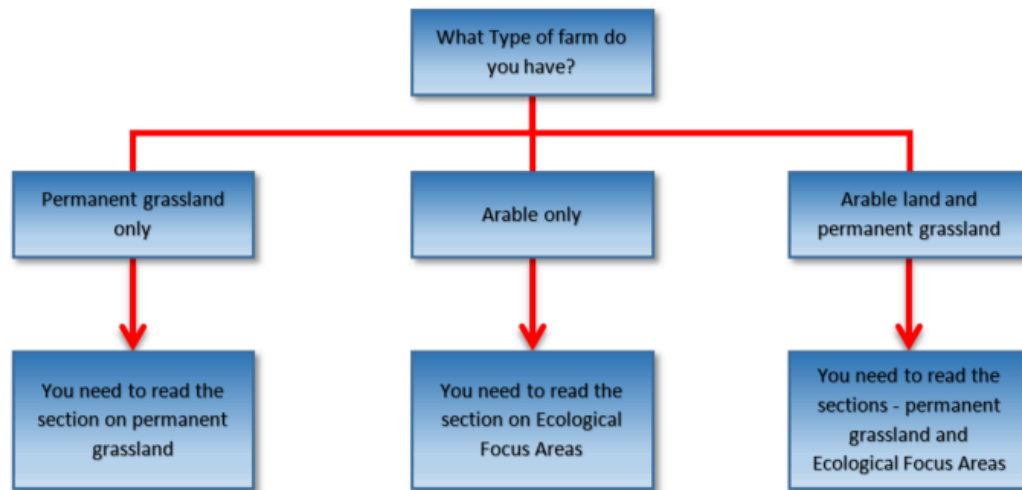 What Type of farm do
you have?
Permanent grassland
only
Arable only
Arable land and
permanent grassland
You need to read the
section on permanent
grassland
You need to read the
section on Ecological
Focus Areas
You need to read the
sections - permanent
grassland and
Ecological Focus Areas